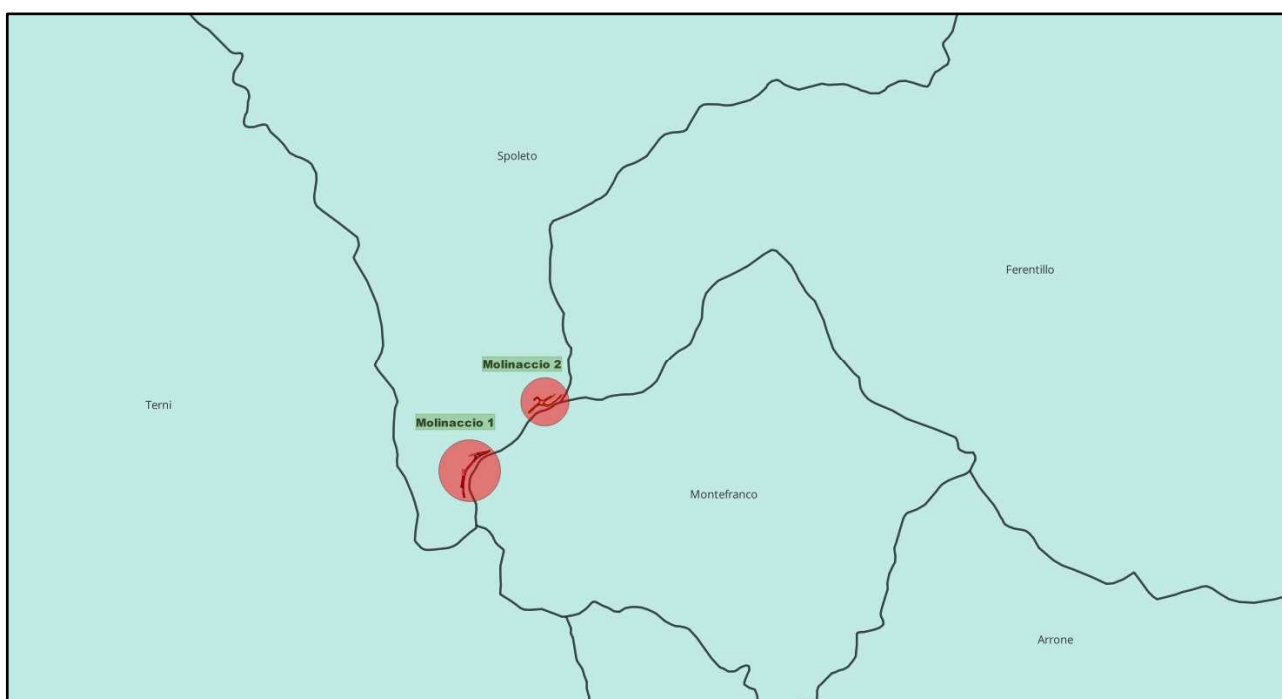 Spoleto
Ferentillo
Molinaccio 2
Terni
Molinaccio 1
Montefranco
Arrone